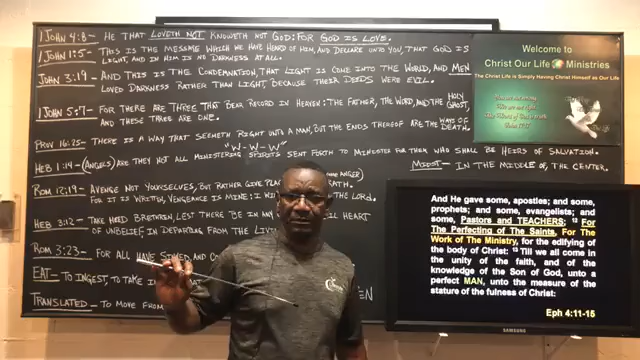 1 JOHN 4:8 - HE THAT LOVETH NOT KNOWETH NOT GOD: FOR GOD IS LOVE.
1 JOHN 1:5 - THIS IS THE MESSAGE WHICH WE HAVE HEARD OF HIM, AND DECLARE UNTO YOU, THAT GOD IS
LIGHT, AND IN HIM IS NO DARKNESS AT ALL.
JOHN 3:19 - AND THIS IS THE CONDEMNATION, THAT LIGHT IS COME INTO THE WORLD, AND MEN
LOVED DARKNESS RATHER THAN LIGHT, BECAUSE THEIR DEEDS WERE EVIL.
1 JOHN 5:7 - FOR THERE ARE THREE THAT BEAR RECORD IN HEAVEN: THE FATHER, THE WORD, AND THE HOLY GHOST,
AND THESE THREE ARE ONE.
PROV 16:25 - THERE IS A WAY THAT SEEMETH RIGHT UNTO A MAN, BUT THE ENDS THEREOF ARE THE WAYS OF DEATH.
"W-W-W"
HEB 1:14 - (ANGELS) ARE THEY NOT ALL MINISTERING SPIRITS SENT FORTH TO MINISTER FOR THEM WHO SHALL BE HEIRS OF SALVATION.
MIDST - IN THE MIDDLE OF, THE CENTER.
ANGER)
ROM 12:19 - AVENGE NOT YOURSELVES, BUT RATHER GIVE PLAC RATH.
FOR IT IS WRITTEN, VENGEANCE IS MINE: I W THE LORD.
HEB 3:12 - TAKE HEED BRETHREN, LEST THERE BE IN AN IL HEART
OF UNBELIEF IN DEPARTING FROM THE LIVIN
ROM 3:23 - FOR ALL HAVE SINNED AND CO
EAT - TO INGEST, TO TAKE I
TRANSLATED - TO MOVE FROM EN
Welcome to
Christ Our Life Ministries
The Christ Life is Simply Having Christ Himself as Our Life
And He gave some, apostles; and some,
prophets; and some, evangelists; and
some, Pastors and TEACHERS; 12 For
The Perfecting of The Saints, For The
Work of The Ministry, for the edifying of
the body of Christ: 13 Till we all come in
the unity of the faith, and of the
knowledge of the Son of God, unto a
perfect MAN, unto the measure of the
stature of the fulness of Christ:
Eph 4:11-15
SAMSUNG